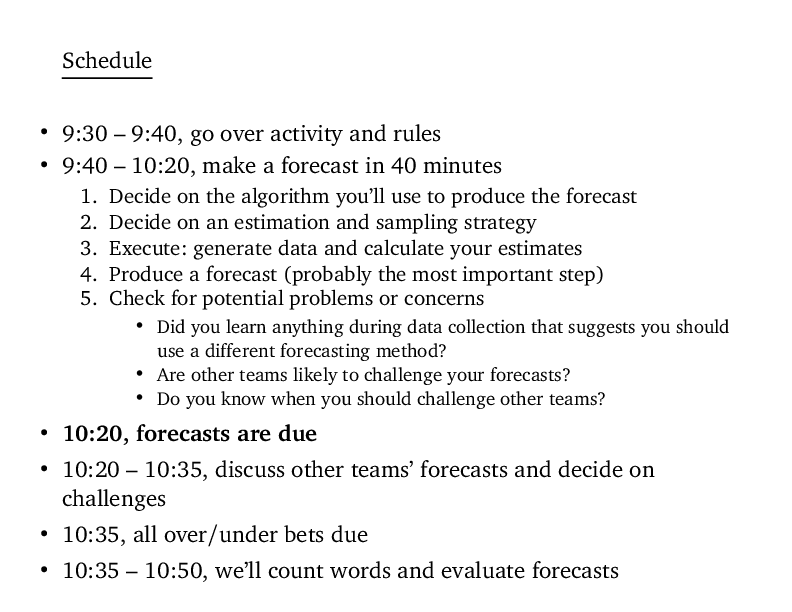 Schedule
• 9:30 – 9:40, go over activity and rules
• 9:40 – 10:20, make a forecast in 40 minutes
1. Decide on the algorithm you’ll use to produce the forecast
2. Decide on an estimation and sampling strategy
3. Execute: generate data and calculate your estimates
4. Produce a forecast (probably the most important step)
5. Check for potential problems or concerns
• Did you learn anything during data collection that suggests you should
use a different forecasting method?
• Are other teams likely to challenge your forecasts?
• Do you know when you should challenge other teams?
• 10:20, forecasts are due
• 10:20 – 10:35, discuss other teams’ forecasts and decide on
challenges
• 10:35, all over/under bets due
• 10:35 – 10:50, we’ll count words and evaluate forecasts